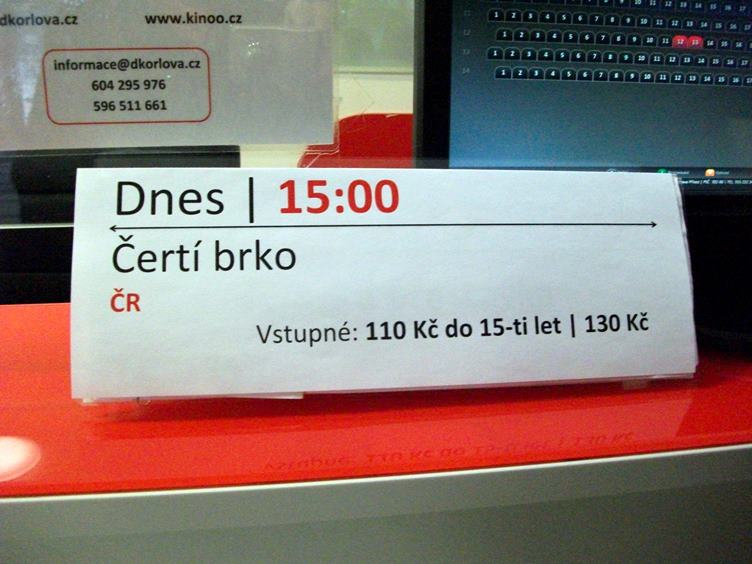 dkorlova.cz
www.kinoo.cz
informace@dkorlova.cz
604 295 976
596 511 661
Dnes | 15:00
Čertí brko
ČR
Vstupné: 110 Kč do 15-ti let | 130 Kč